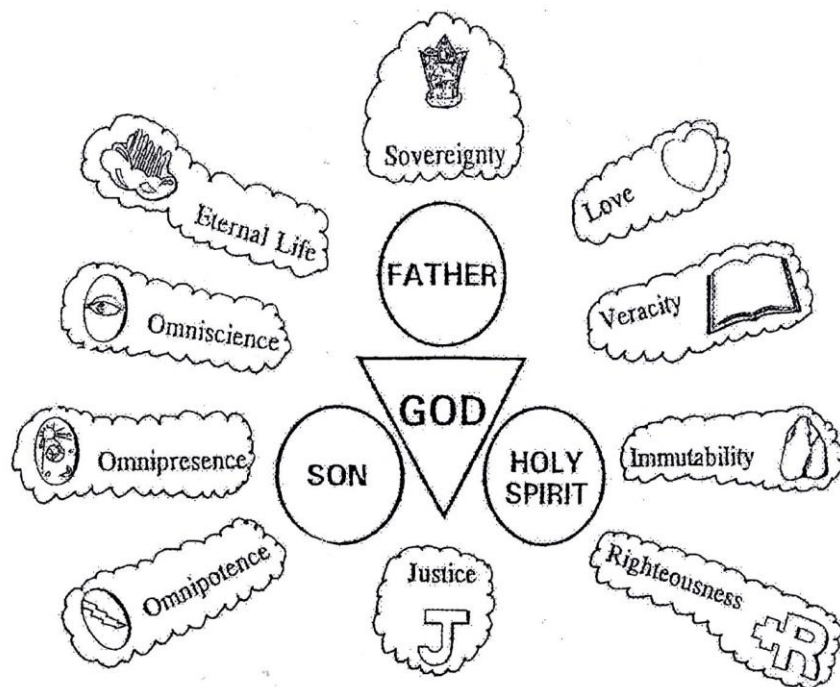 Sovereignty
Eternal Life
Love
FATHER
Omniscience
Veracity
GOD
Omnipresence
SON
HOLY
SPIRIT
Immutability
Omnipotence
Justice
J
Righteousness
+R